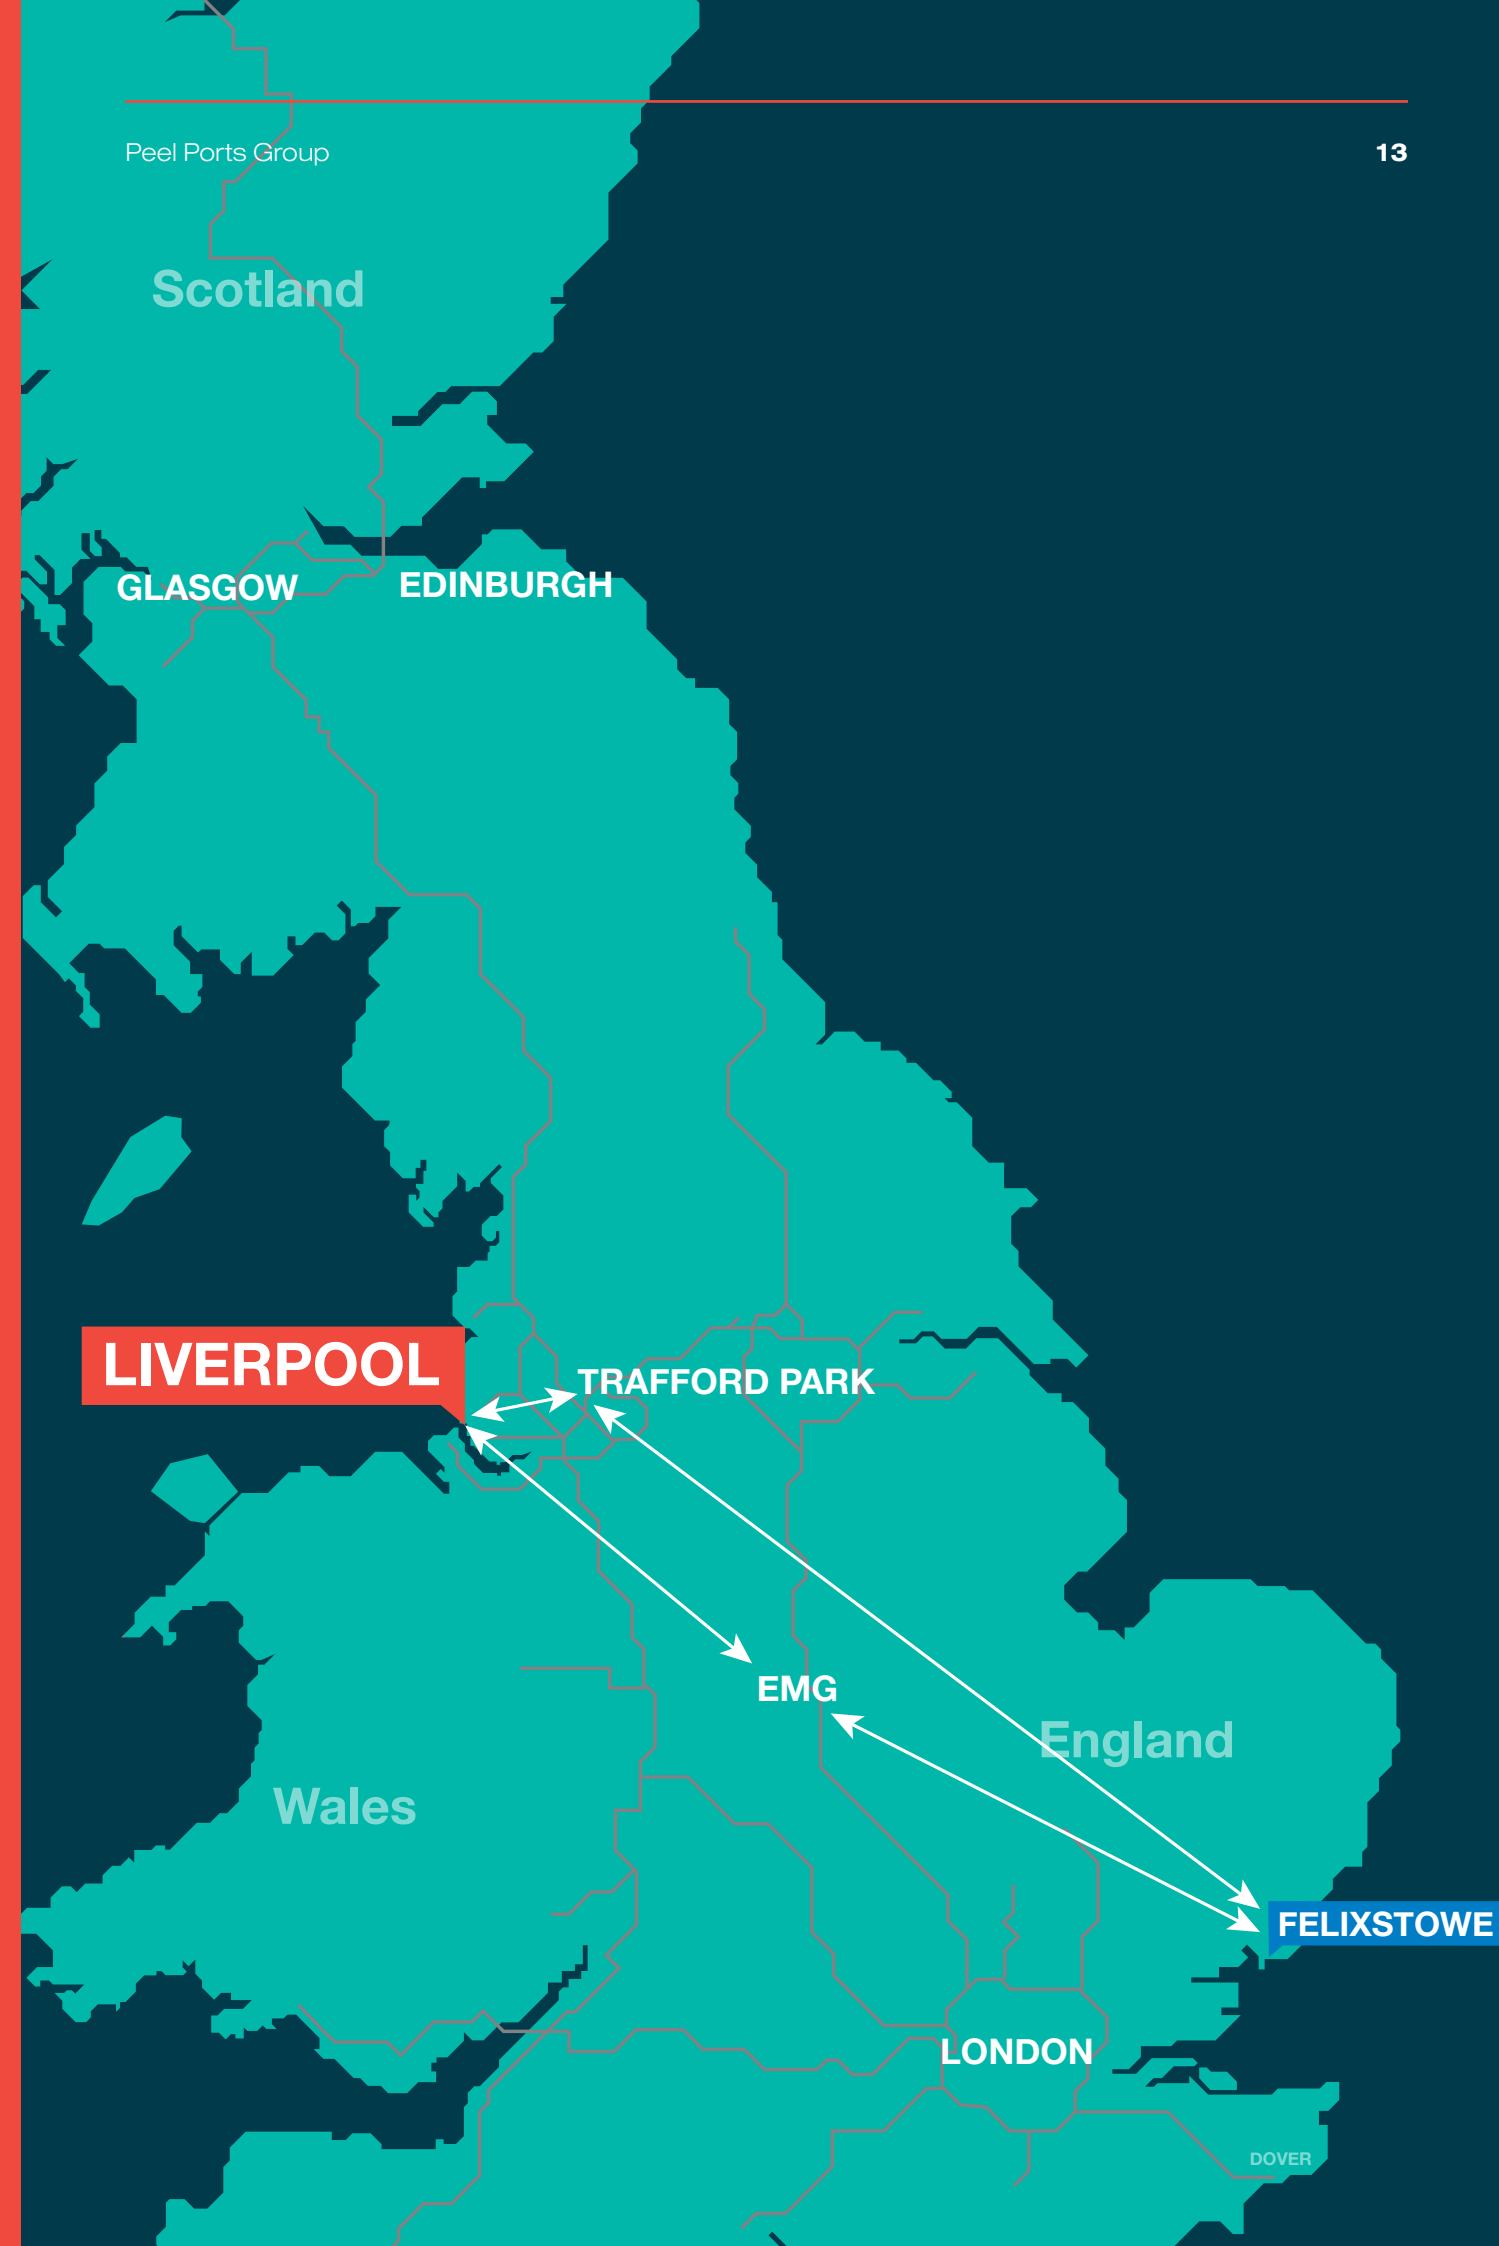 Peel Ports Group
13
Scotland
GLASGOW
EDINBURGH
LIVERPOOL
TRAFFORD PARK
EMG
England
Wales
FELIXSTOWE
LONDON
DOVER